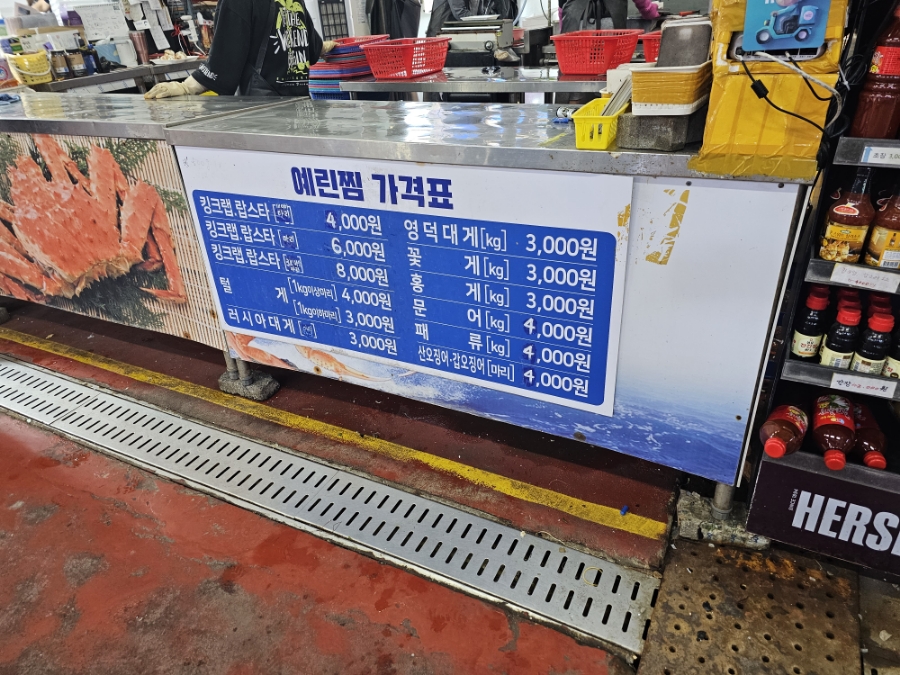 예린찜 가격표
킹크랩.랍스타 4,000원
킹크랩.랍스타 6,000원
킹크랩.랍스타 8,000원
털 게 [1kg이상마리] 4,000원
[1kg이하마리] 3,000원
러시아대게 3,000원
영덕대게[kg] 3,000원
꽃 게[kg] 3,000원
홍 게[kg] 3,000원
문 어[kg] 4,000원
패 류[kg] 4,000원
산오징어·갑오징어[마리] 4,000원
HERS